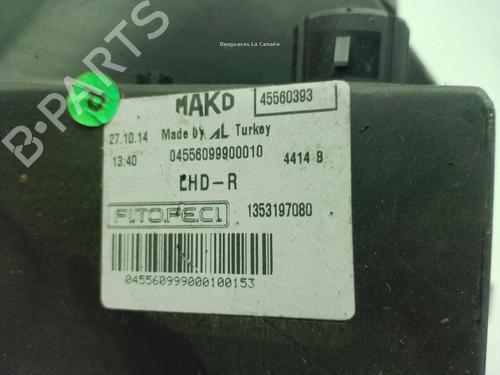 Desguaces La Cabaña
B-PARTS
MAKO 45560393
27.10.14 Made by AL Turkey
13:40 04556099900010 4414 B
LHD-R
FITOPECI 1353197080
045560999000100153